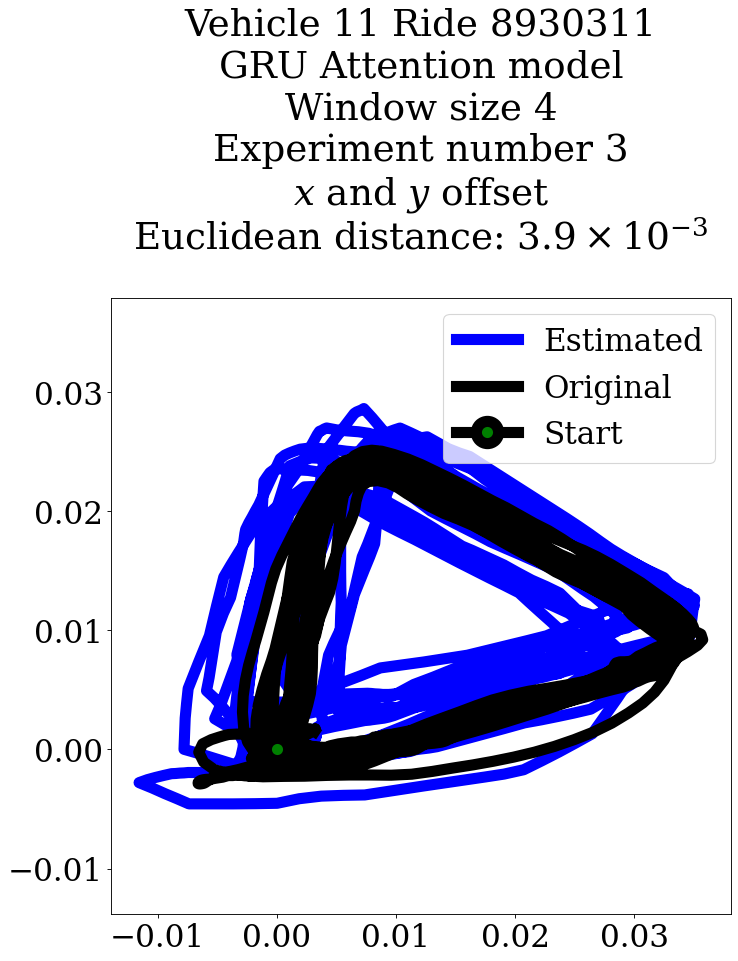 Vehicle 11 Ride 8930311
GRU Attention model
Window size 4
Experiment number 3
x and y offset
Euclidean distance: 3.9 × 10⁻³
Estimated
Original
Start
0.03
0.02
0.01
0.00
−0.01
−0.01 0.00 0.01 0.02 0.03